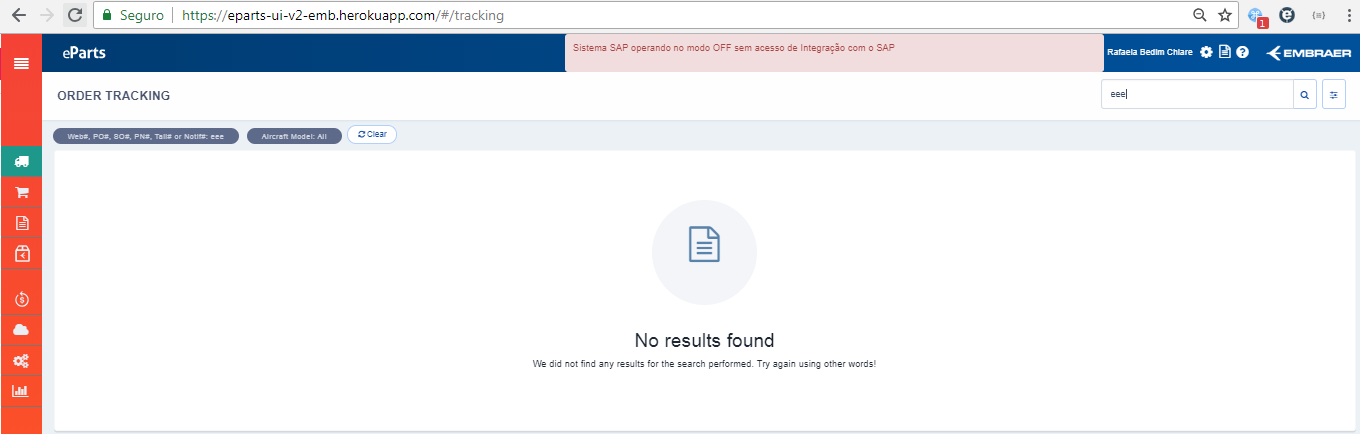 Seguro https://eparts-ui-v2-emb.herokuapp.com/#/tracking
1
eParts
Sistema SAP operando no modo OFF sem acesso de Integração com o SAP
Rafaela Bedim Chiare
EMBRAER
ORDER TRACKING
eee
Web#, PO#, SO#, PN#, Tail# or Notif#: eee
Aircraft Model: All
Clear
No results found
We did not find any results for the search performed. Try again using other words!